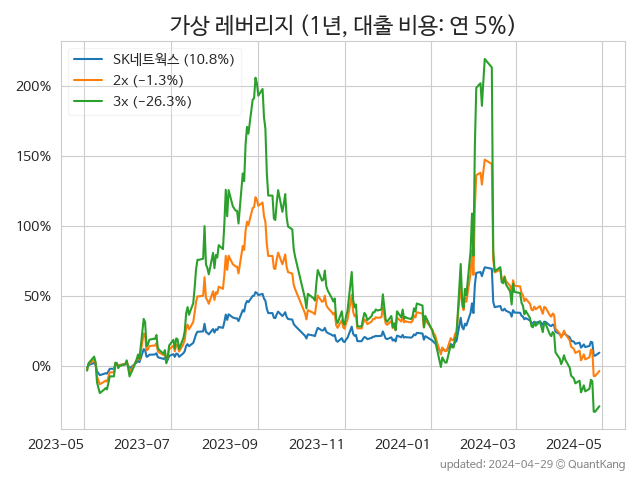 가상 레버리지 (1년, 대출 비용: 연 5%)
SK네트웍스 (10.8%)
2x (−1.3%)
3x (−26.3%)
200%
150%
100%
50%
0%
2023-05
2023-07
2023-09
2023-11
2024-01
2024-03
2024-05
updated: 2024-04-29 © QuantKang